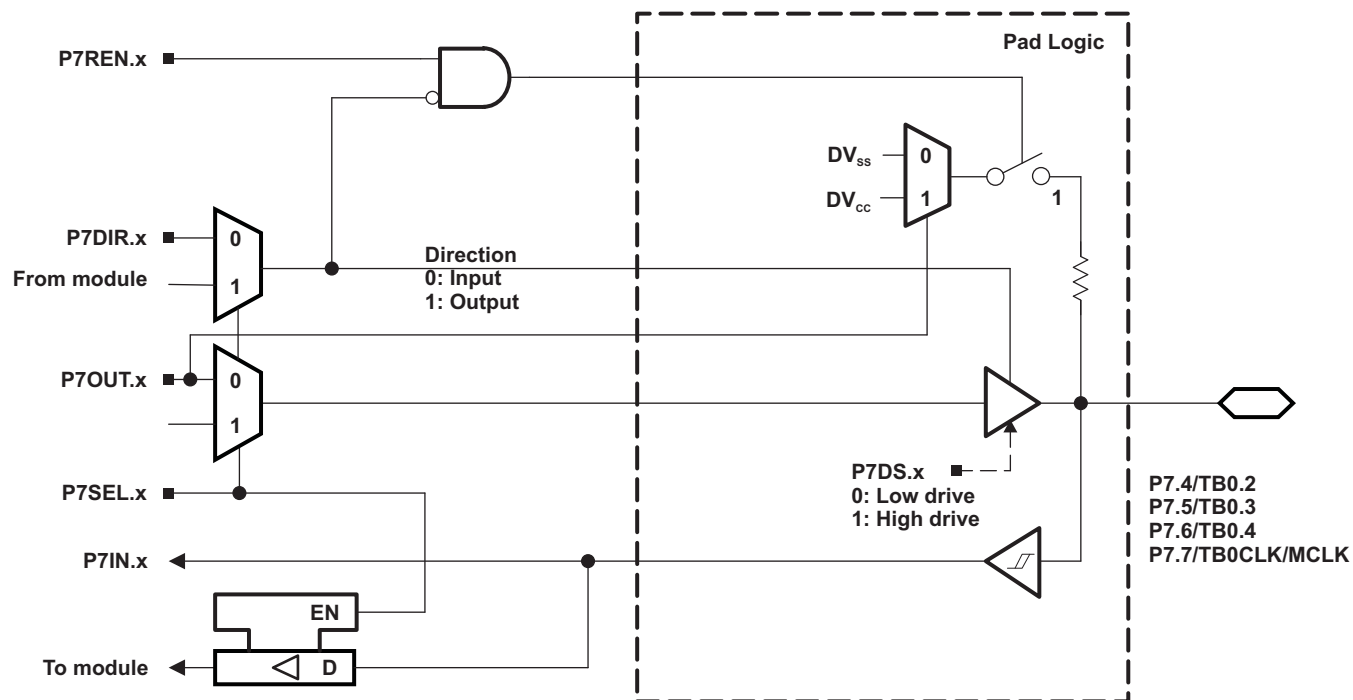 Pad Logic
P7REN.x
DVSS
0
DVCC
1
1
P7DIR.x
0
From module
1
Direction
0: Input
1: Output
P7OUT.x
0
1
P7DS.x
0: Low drive
1: High drive
P7SEL.x
P7.4/TB0.2
P7.5/TB0.3
P7.6/TB0.4
P7.7/TB0CLK/MCLK
P7IN.x
EN
To module
D